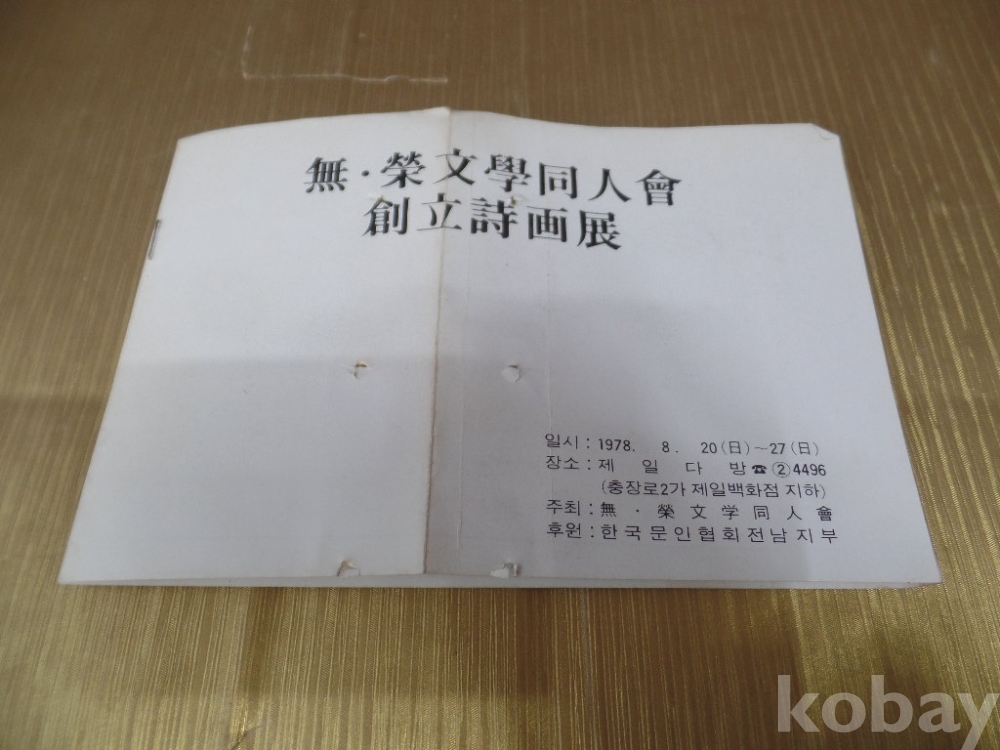 無·榮文學同人會
創立詩画展
일시 : 1978. 8. 20(日)~27(日)
장소 : 제 일 다 방 ☎ ②4496
(충장로2가 제일백화점 지하)
주최 : 無 · 榮 文 学 同 人 會
후원 : 한국문인협회전남지부
kobay